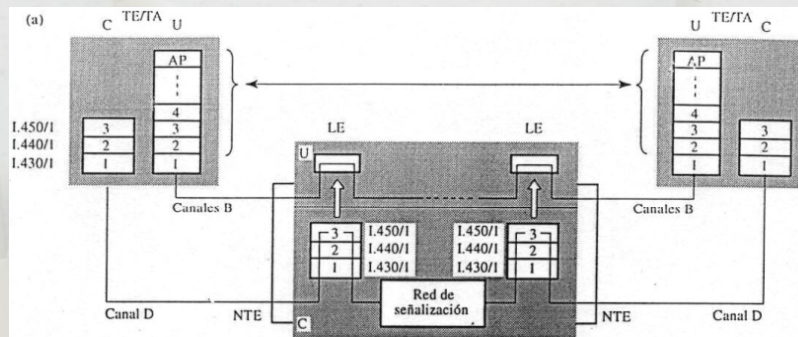 (a)
TE/TA
C U
AP
4
I.450/1 3 3
I.440/1 2 2
I.430/1 1 1
TE/TA
U C
AP
4
3 3
2 2
1 1
LE LE
U
Canales B
Canales B
3 I.450/1 I.450/1 3
2 I.440/1 I.440/1 2
1 I.430/1 I.430/1 1
Red de
señalización
C
Canal D
NTE
NTE
Canal D